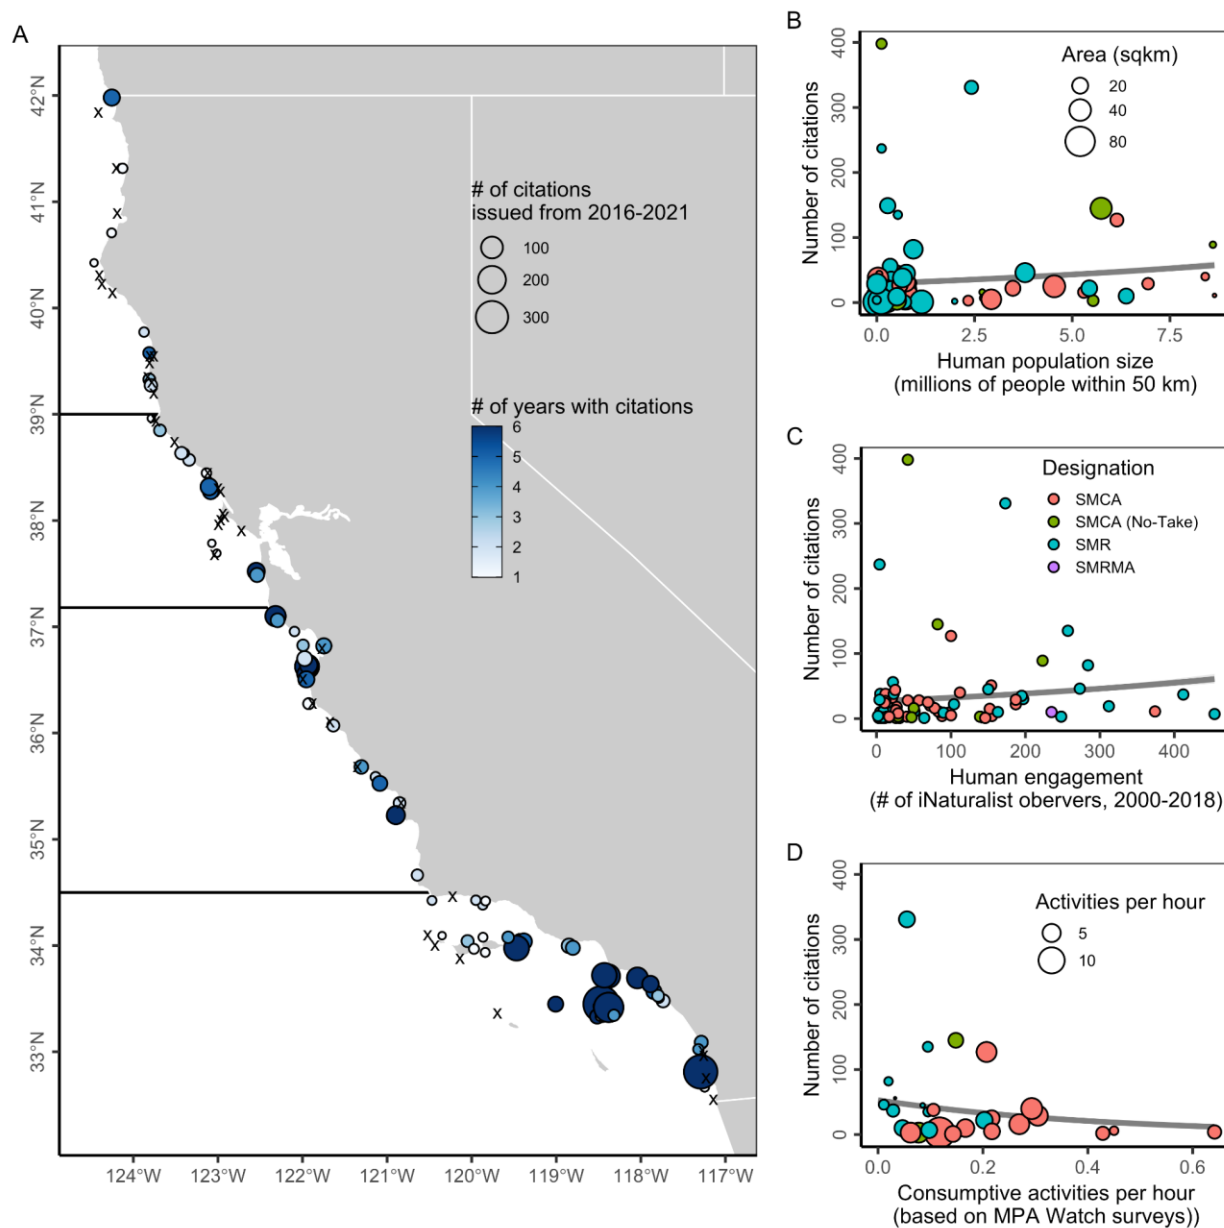 A
42°N
41°N
40°N
39°N
38°N
37°N
36°N
35°N
34°N
33°N
124°W
123°W
122°W
121°W
120°W
119°W
118°W
117°W
# of citations
issued from 2016-2021
100
200
300
# of years with citations
6
5
4
3
2
1
B
Number of citations
400
300
200
100
0
Area (sqkm)
20
40
80
0.0
2.5
5.0
7.5
Human population size
(millions of people within 50 km)
C
Number of citations
400
300
200
100
0
Designation
SMCA
SMCA (No-Take)
SMR
SMRMA
0
100
200
300
400
Human engagement
(# of iNaturalist obervers, 2000-2018)
D
Number of citations
400
300
200
100
0
Activities per hour
5
10
0.0
0.2
0.4
0.6
Consumptive activities per hour
(based on MPA Watch surveys))